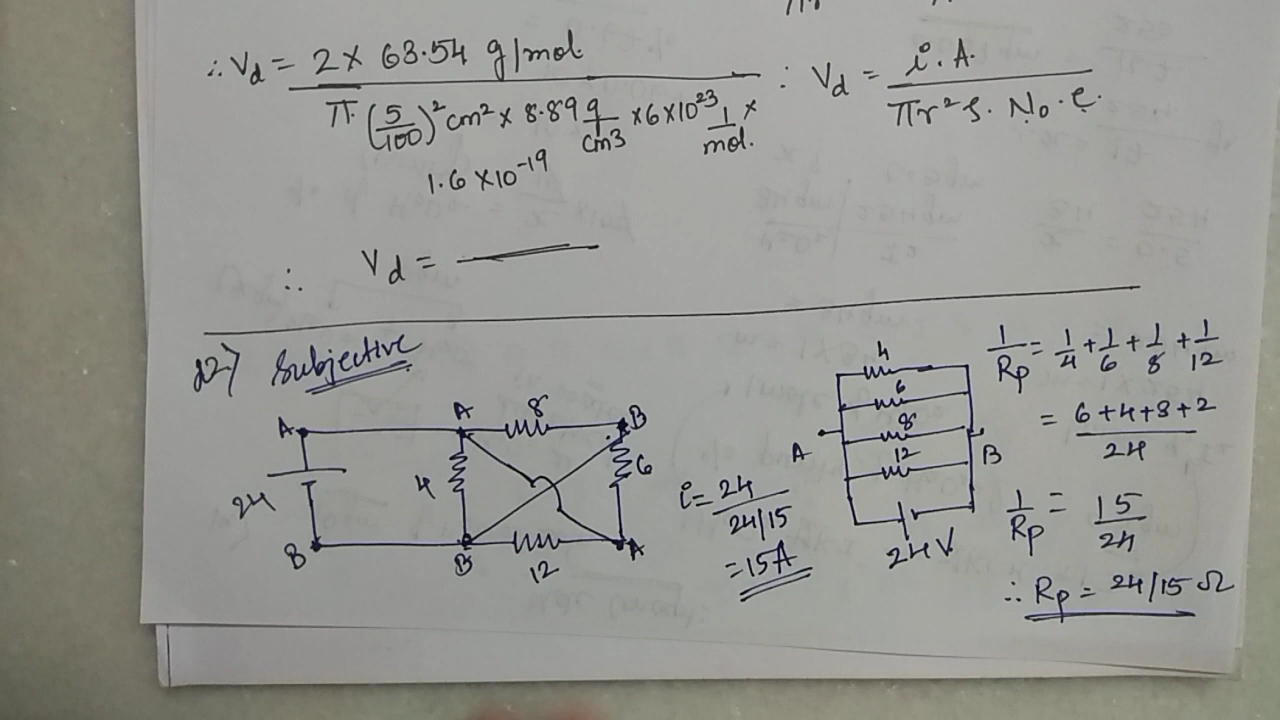 ∴ Vd = 2 × 63.54 g/mol
π (5/100)² cm² × 8.89 g/cm3 × 6×10²³ 1/mol. ×
1.6 ×10⁻¹⁹
∴ Vd = i. A.
πr² ρ. N₀. e.
∴ Vd =
22) Subjective
A A 8 B
24 4 6
B B 12 A
4
6
8
12
A B
24 V
i = 24
24/15
= 15A
1/Rp = 1/4 + 1/6 + 1/8 + 1/12
= 6+4+3+2
24
1/Rp = 15/24
∴ Rp = 24/15 Ω